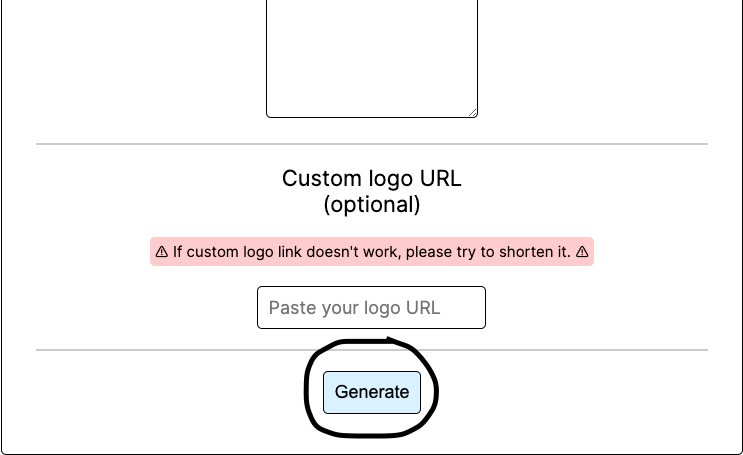 Custom logo URL
(optional)
⚠ If custom logo link doesn't work, please try to shorten it. ⚠
Paste your logo URL
Generate